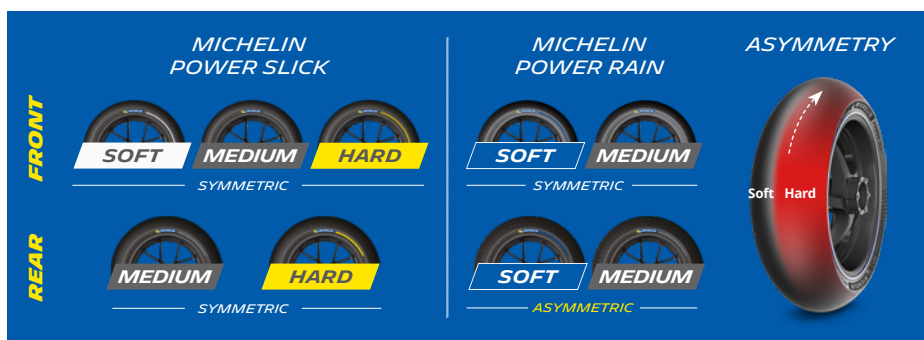 MICHELIN
POWER SLICK
MICHELIN
POWER RAIN
ASYMMETRY
FRONT
SOFT
MEDIUM
HARD
SYMMETRIC
SOFT
MEDIUM
SYMMETRIC
REAR
MEDIUM
HARD
SYMMETRIC
SOFT
MEDIUM
ASYMMETRIC
Soft Hard